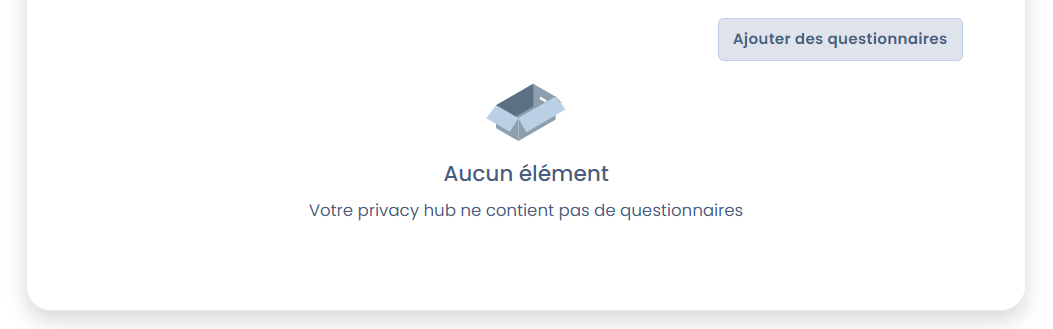 Ajouter des questionnaires
Aucun élément
Votre privacy hub ne contient pas de questionnaires